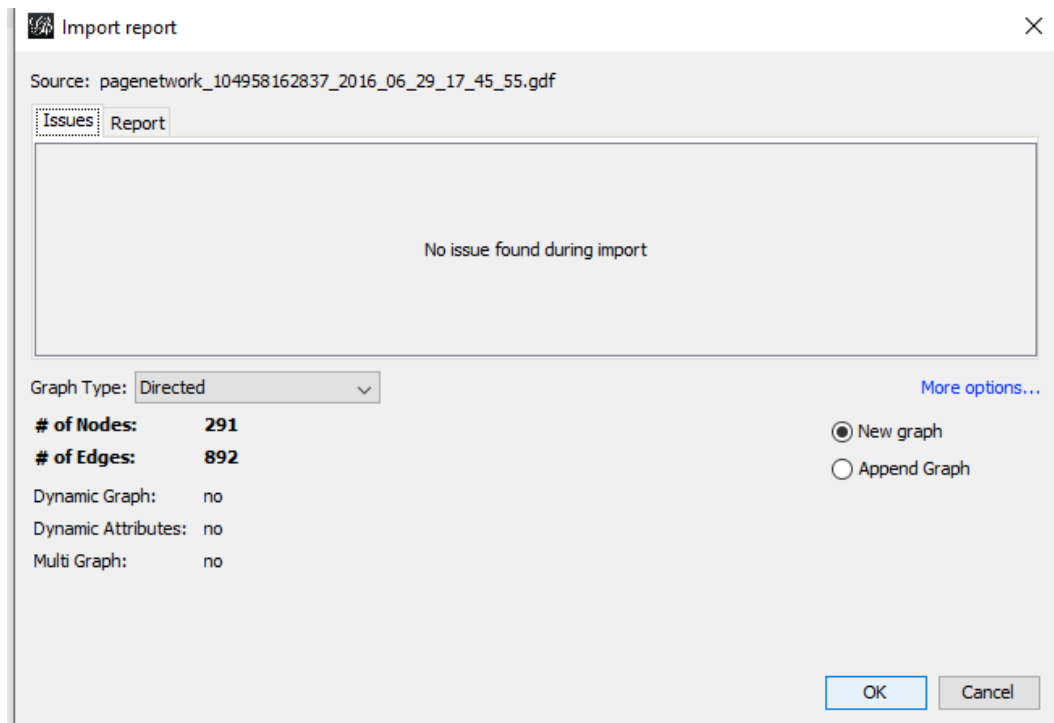 Import report
Source: pagenetwork_104958162837_2016_06_29_17_45_55.gdf
Issues Report
No issue found during import
Graph Type: Directed More options...
# of Nodes: 291 New graph
# of Edges: 892 Append Graph
Dynamic Graph: no
Dynamic Attributes: no
Multi Graph: no
OK Cancel